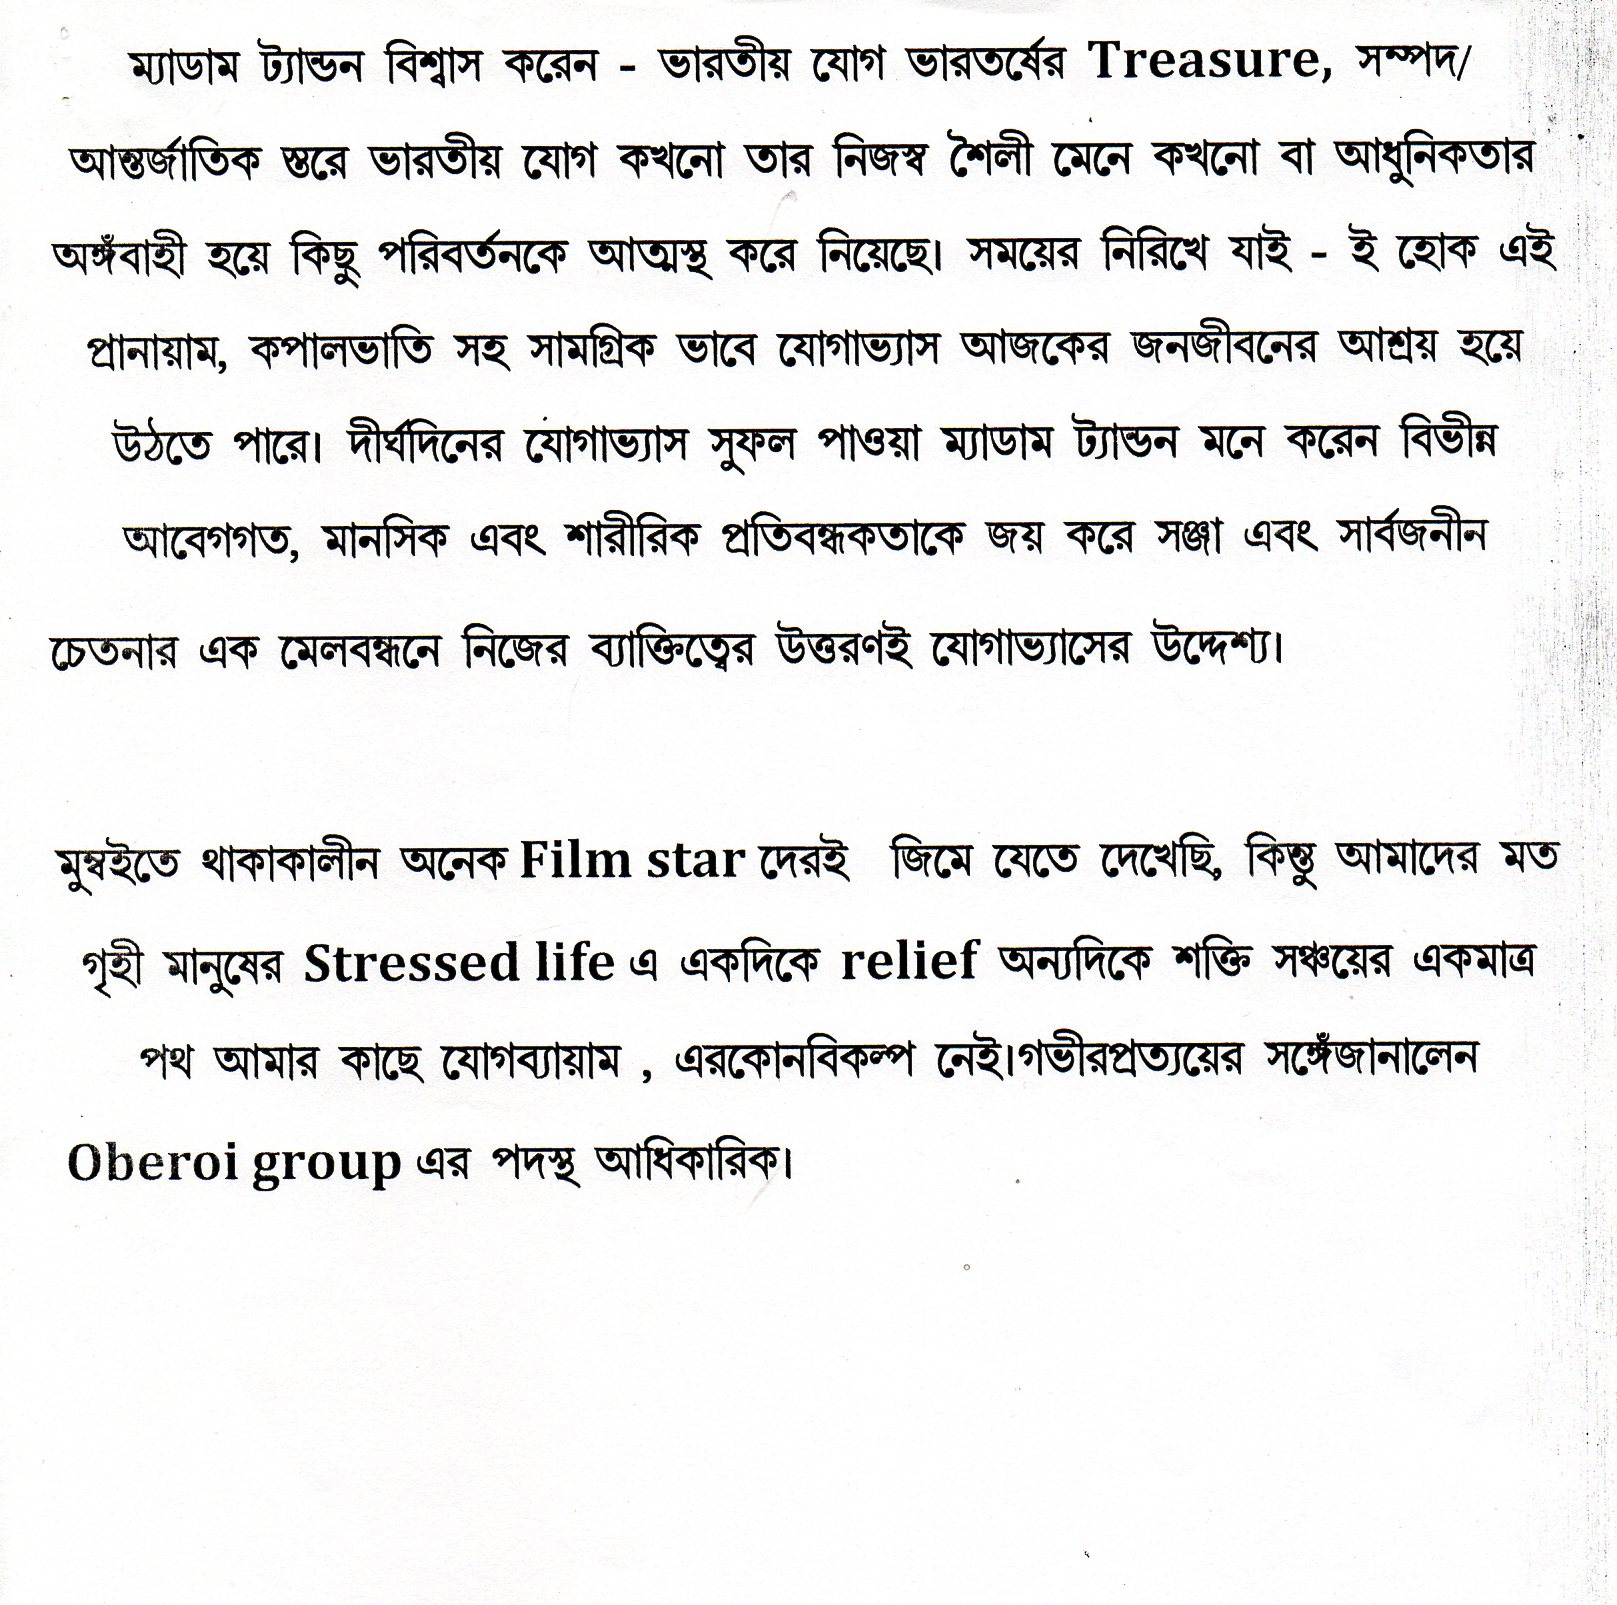 ম্যাডাম ট্যান্ডন বিশ্বাস করেন - ভারতীয় যোগ ভারতর্ষের Treasure, সম্পদ/
আন্তর্জাতিক স্তরে ভারতীয় যোগ কখনো তার নিজস্ব শৈলী মেনে কখনো বা আধুনিকতার
অঙ্গঁবাহী হয়ে কিছু পরিবর্তনকে আত্মস্থ করে নিয়েছে। সময়ের নিরিখে যাই - ই হোক এই
প্রানায়াম, কপালভাতি সহ সামগ্রিক ভাবে যোগাভ্যাস আজকের জনজীবনের আশ্রয় হয়ে
উঠতে পারে। দীর্ঘদিনের যোগাভ্যাস সুফল পাওয়া ম্যাডাম ট্যান্ডন মনে করেন বিভীন্ন
আবেগগত, মানসিক এবং শারীরিক প্রতিবন্ধকতাকে জয় করে সঞ্জা এবং সার্বজনীন
চেতনার এক মেলবন্ধনে নিজের ব্যাক্তিত্বের উত্তরণই যোগাভ্যাসের উদ্দেশ্য।
মুম্বইতে থাকাকালীন অনেক Film star দেরই জিমে যেতে দেখেছি, কিন্তু আমাদের মত
গৃহী মানুষের Stressed life এ একদিকে relief অন্যদিকে শক্তি সঞ্চয়ের একমাত্র
পথ আমার কাছে যোগব্যায়াম , এরকোনবিকল্প নেই।গভীরপ্রত্যয়ের সঙ্গেঁজানালেন
Oberoi group এর পদস্থ আধিকারিক।